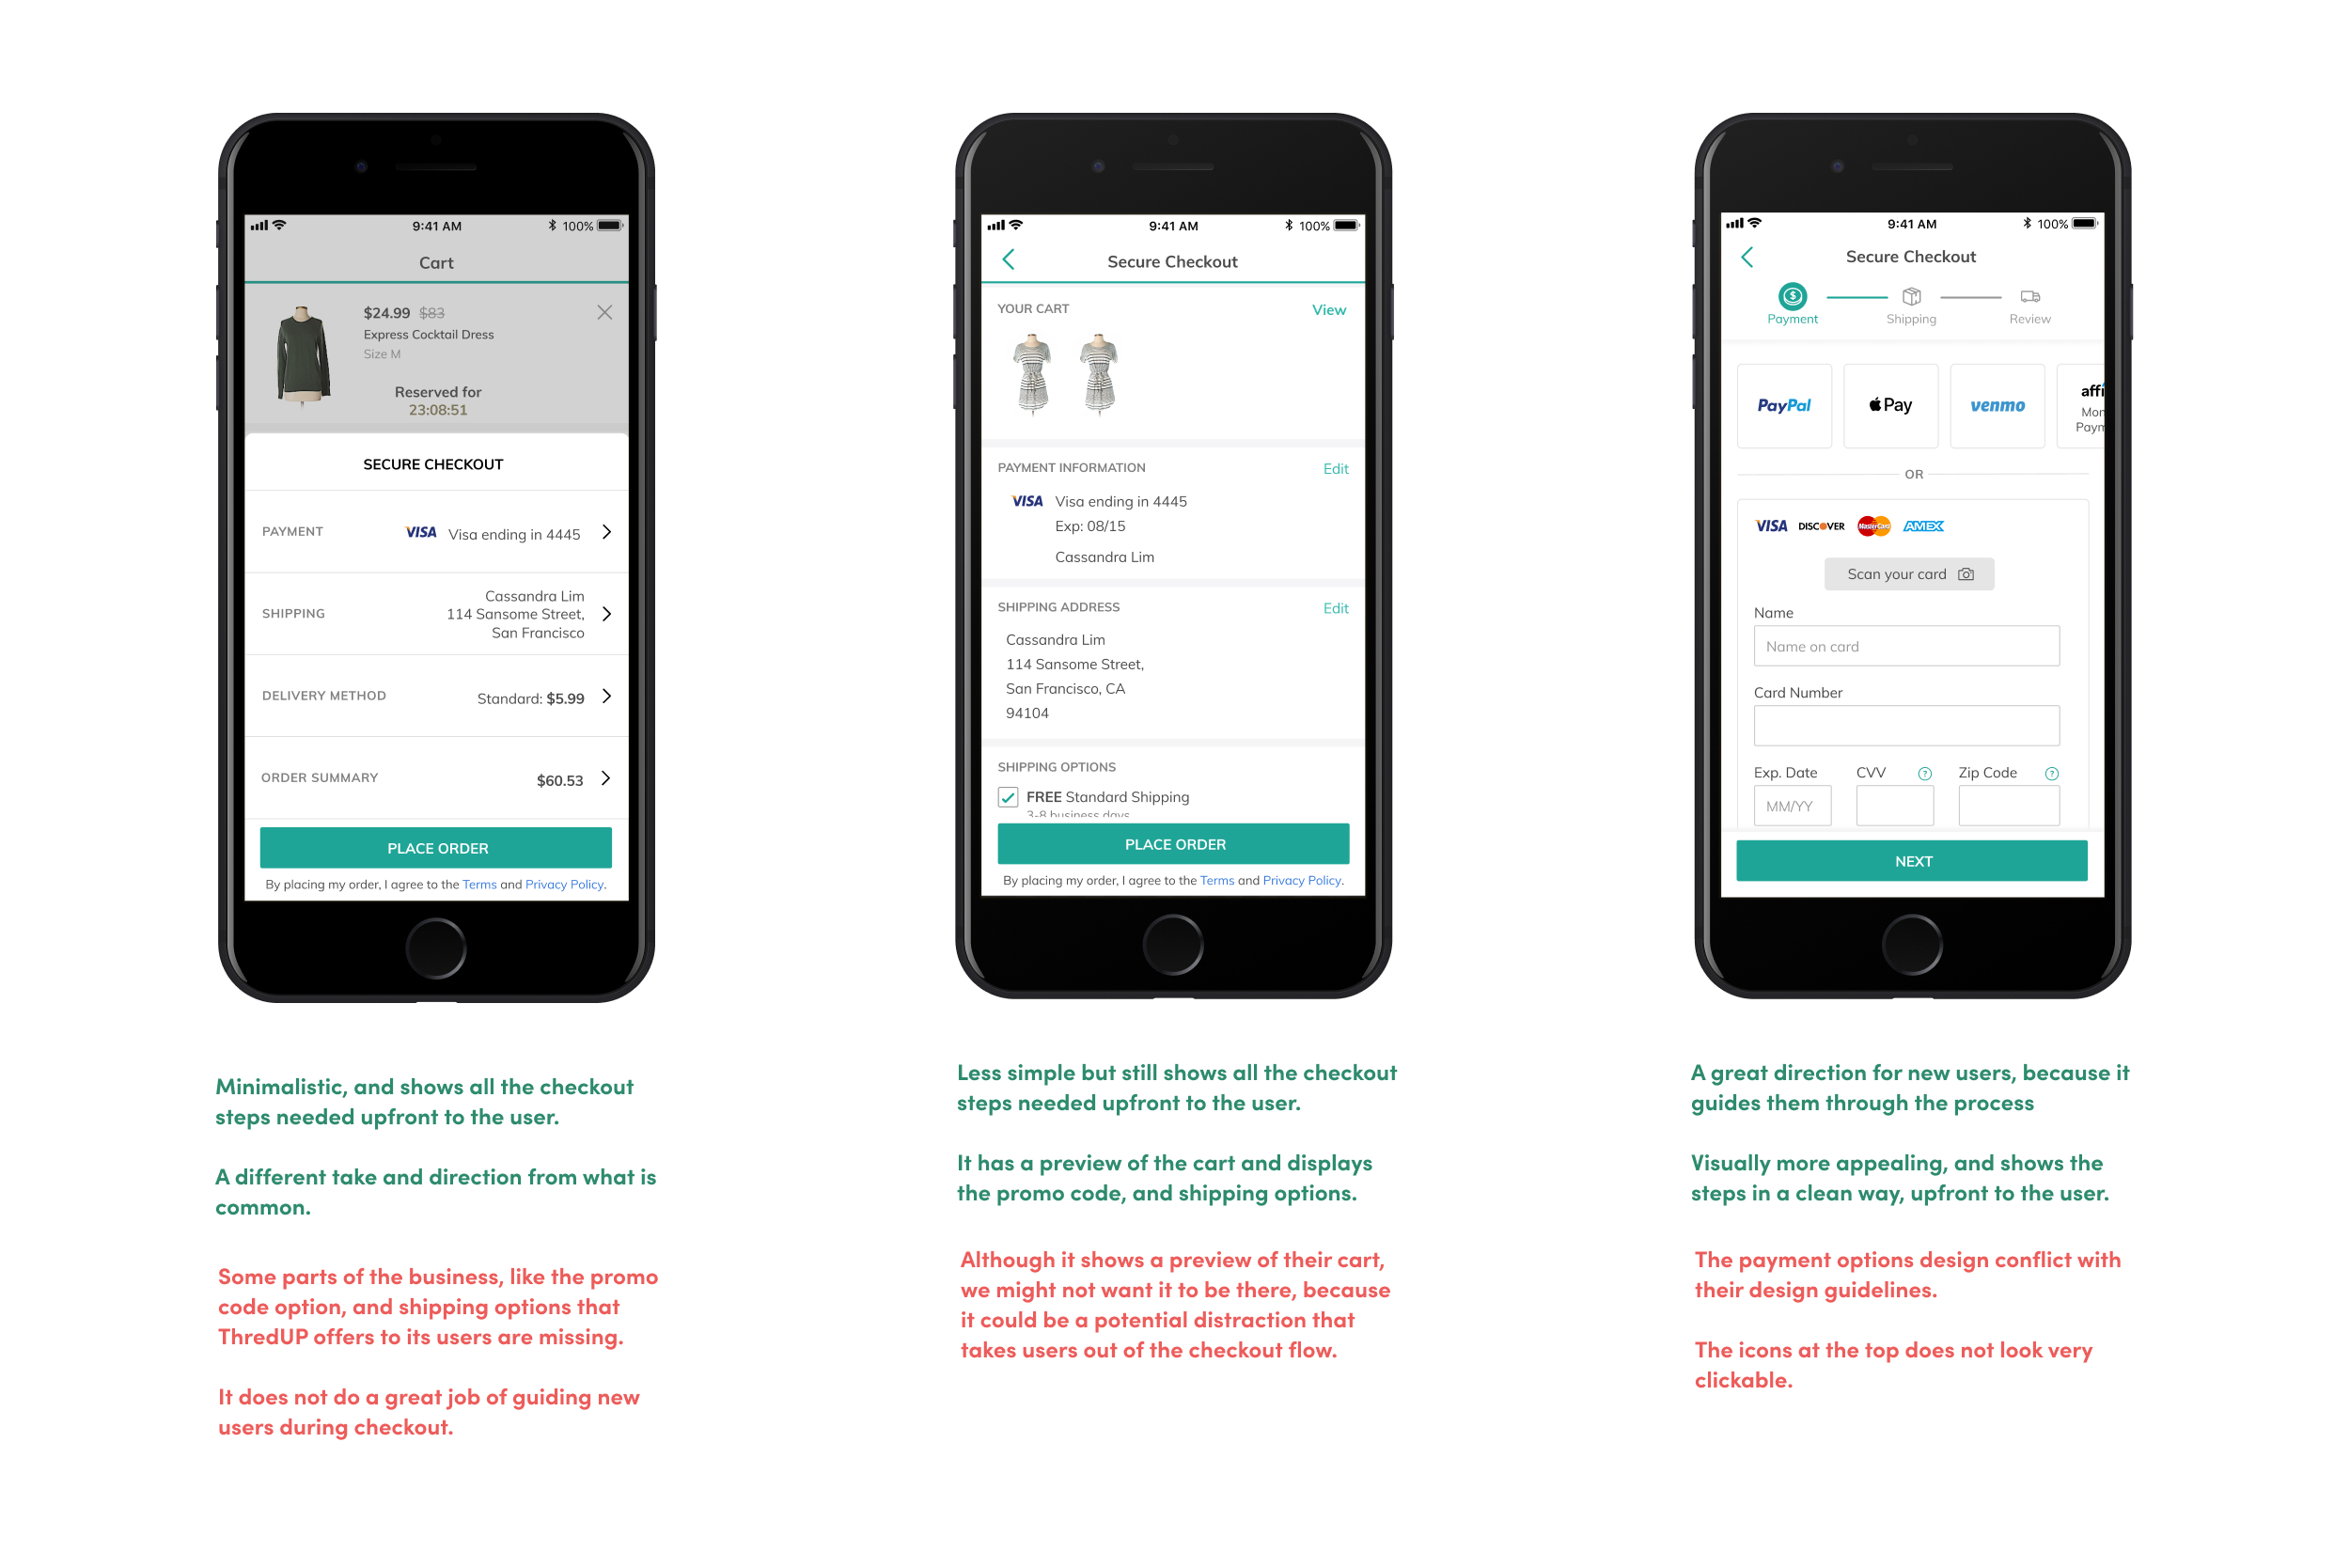 9:41 AM 100%
Cart
$24.99 $83
Express Cocktail Dress
Size M
Reserved for
23:08:51
SECURE CHECKOUT
PAYMENT VISA Visa ending in 4445
SHIPPING
Cassandra Lim
114 Sansome Street,
San Francisco
DELIVERY METHOD Standard: $5.99
ORDER SUMMARY $60.53
PLACE ORDER
By placing my order, I agree to the Terms and Privacy Policy.
Minimalistic, and shows all the checkout
steps needed upfront to the user.
A different take and direction from what is
common.
Some parts of the business, like the promo
code option, and shipping options that
ThredUP offers to its users are missing.
It does not do a great job of guiding new
users during checkout.
9:41 AM 100%
Secure Checkout
YOUR CART View
PAYMENT INFORMATION Edit
VISA Visa ending in 4445
Exp: 08/15
Cassandra Lim
SHIPPING ADDRESS Edit
Cassandra Lim
114 Sansome Street,
San Francisco, CA
94104
SHIPPING OPTIONS
FREE Standard Shipping
3-8 business days
PLACE ORDER
By placing my order, I agree to the Terms and Privacy Policy.
Less simple but still shows all the checkout
steps needed upfront to the user.
It has a preview of the cart and displays
the promo code, and shipping options.
Although it shows a preview of their cart,
we might not want it to be there, because
it could be a potential distraction that
takes users out of the checkout flow.
9:41 AM 100%
Secure Checkout
Payment Shipping Review
PayPal Pay venmo affi
Mon
Paym
OR
VISA DISCOVER MasterCard AMEX
Scan your card
Name
Name on card
Card Number
Exp. Date CVV ? Zip Code ?
MM/YY
NEXT
A great direction for new users, because it
guides them through the process
Visually more appealing, and shows the
steps in a clean way, upfront to the user.
The payment options design conflict with
their design guidelines.
The icons at the top does not look very
clickable.